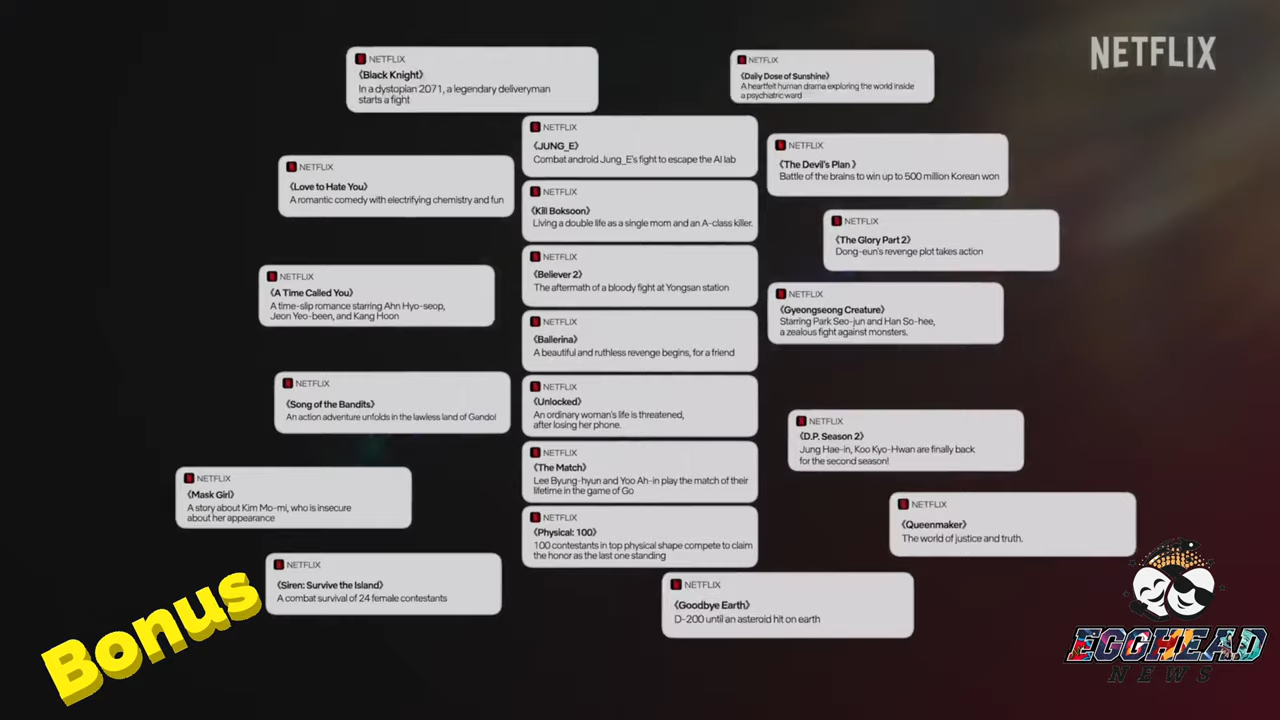 NETFLIX
NETFLIX
《Black Knight》
In a dystopian 2071, a legendary deliveryman
starts a fight
NETFLIX
《Daily Dose of Sunshine》
A heartfelt human drama exploring the world inside
a psychiatric ward
NETFLIX
《JUNG_E》
Combat android Jung_E's fight to escape the AI lab
NETFLIX
《The Devil's Plan 》
Battle of the brains to win up to 500 million Korean won
NETFLIX
《Love to Hate You》
A romantic comedy with electrifying chemistry and fun
NETFLIX
《Kill Boksoon》
Living a double life as a single mom and an A-class killer.
NETFLIX
《The Glory Part 2》
Dong-eun's revenge plot takes action
NETFLIX
《Believer 2》
The aftermath of a bloody fight at Yongsan station
NETFLIX
《A Time Called You》
A time-slip romance starring Ahn Hyo-seop,
Jeon Yeo-been, and Kang Hoon
NETFLIX
《Gyeongseong Creature》
Starring Park Seo-jun and Han So-hee,
a zealous fight against monsters.
NETFLIX
《Ballerina》
A beautiful and ruthless revenge begins, for a friend
NETFLIX
《Song of the Bandits》
An action adventure unfolds in the lawless land of Gando!
NETFLIX
《Unlocked》
An ordinary woman's life is threatened,
after losing her phone.
NETFLIX
《D.P. Season 2》
Jung Hae-in, Koo Kyo-Hwan are finally back
for the second season!
NETFLIX
《The Match》
Lee Byung-hyun and Yoo Ah-in play the match of their
lifetime in the game of Go
NETFLIX
《Mask Girl》
A story about Kim Mo-mi, who is insecure
about her appearance
NETFLIX
《Queenmaker》
The world of justice and truth.
NETFLIX
《Physical: 100》
100 contestants in top physical shape compete to claim
the honor as the last one standing
NETFLIX
《Siren: Survive the Island》
A combat survival of 24 female contestants
NETFLIX
《Goodbye Earth》
D-200 until an asteroid hit on earth
Bonus
EGGHEAD
NEWS